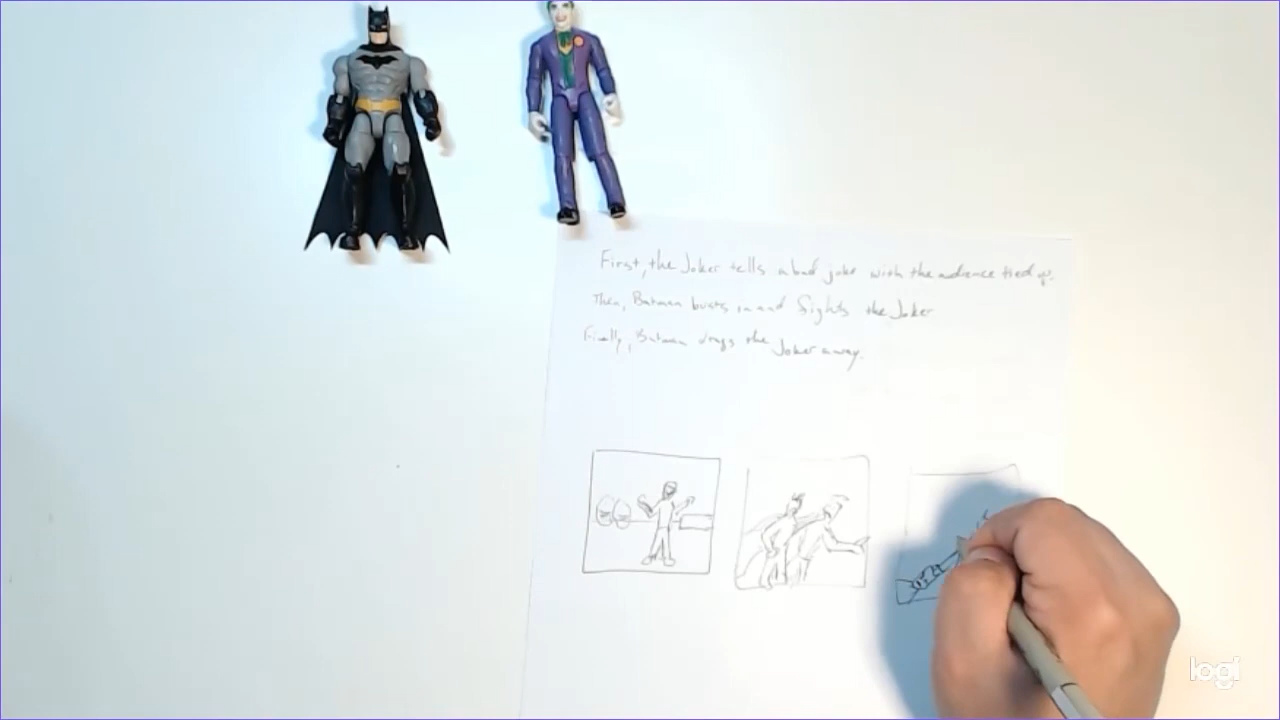 First, the Joker tells a bad joke with the audience tied up.
Then, Batman busts in and fights the Joker
Finally, Batman drags the Joker away.
logi